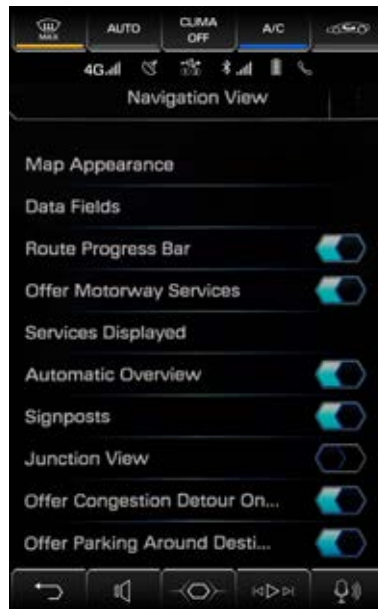 MAX
AUTO
CLIMA
OFF
A/C
4G
Navigation View
Map Appearance
Data Fields
Route Progress Bar
Offer Motorway Services
Services Displayed
Automatic Overview
Signposts
Junction View
Offer Congestion Detour On...
Offer Parking Around Desti...